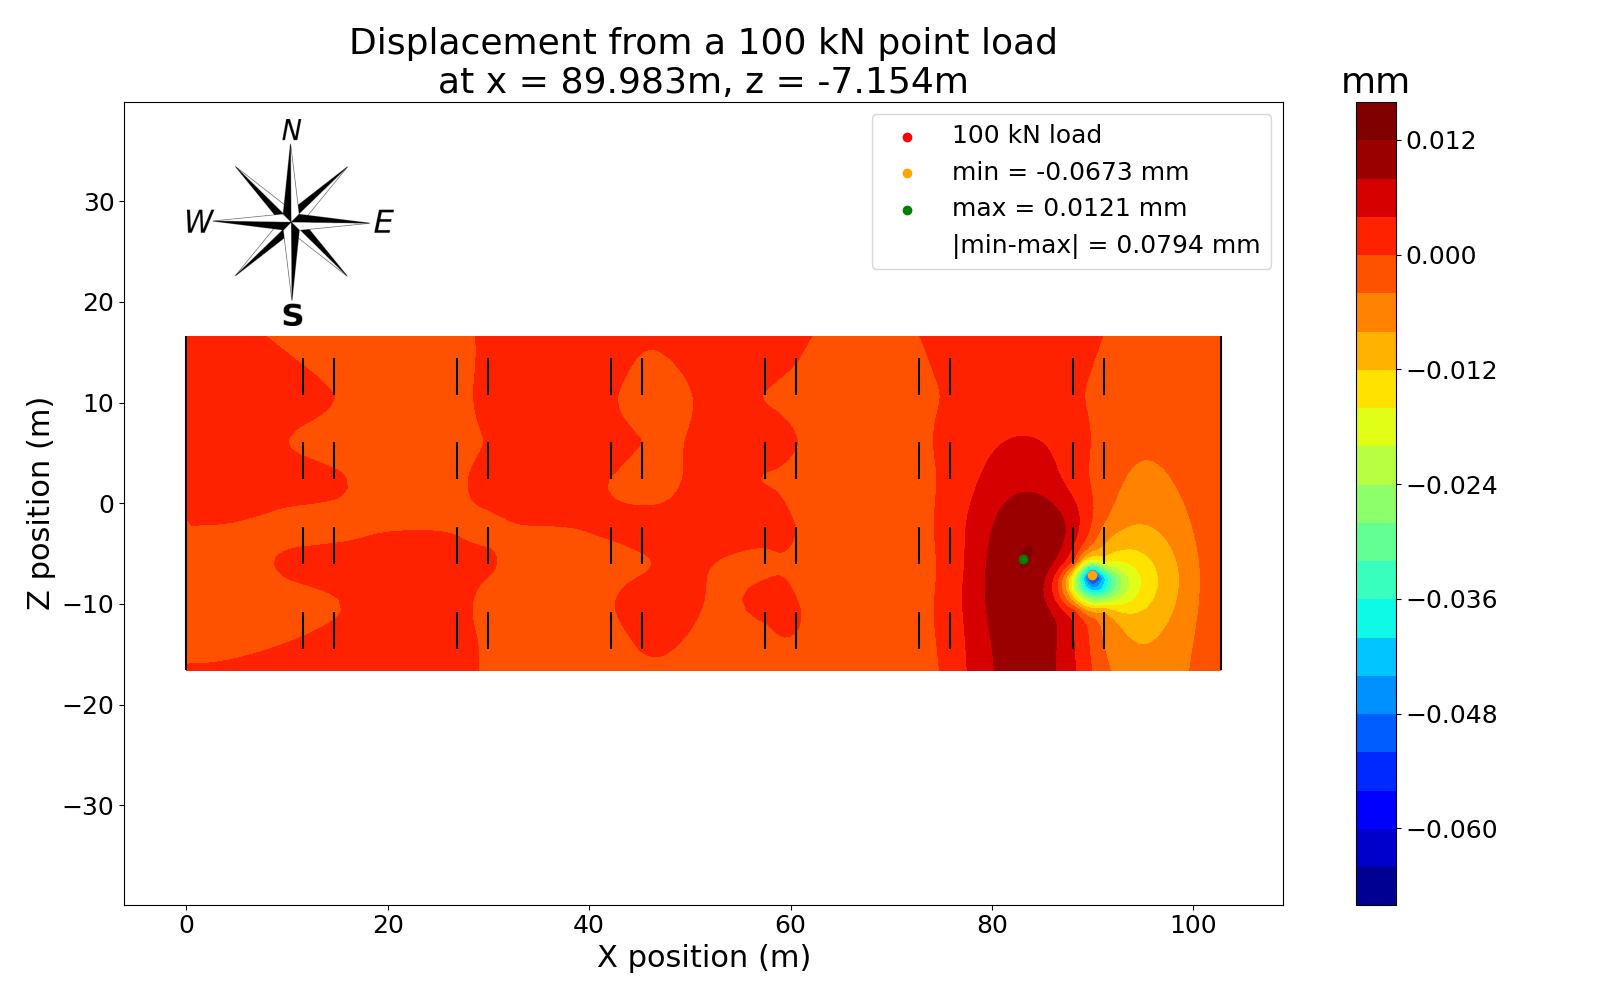 Displacement from a 100 kN point load
at x = 89.983m, z = -7.154m
mm
N
W
E
S
100 kN load
min = -0.0673 mm
max = 0.0121 mm
|min-max| = 0.0794 mm
Z position (m)
30
20
10
0
−10
−20
−30
0
20
40
60
80
100
X position (m)
0.012
0.000
−0.012
−0.024
−0.036
−0.048
−0.060